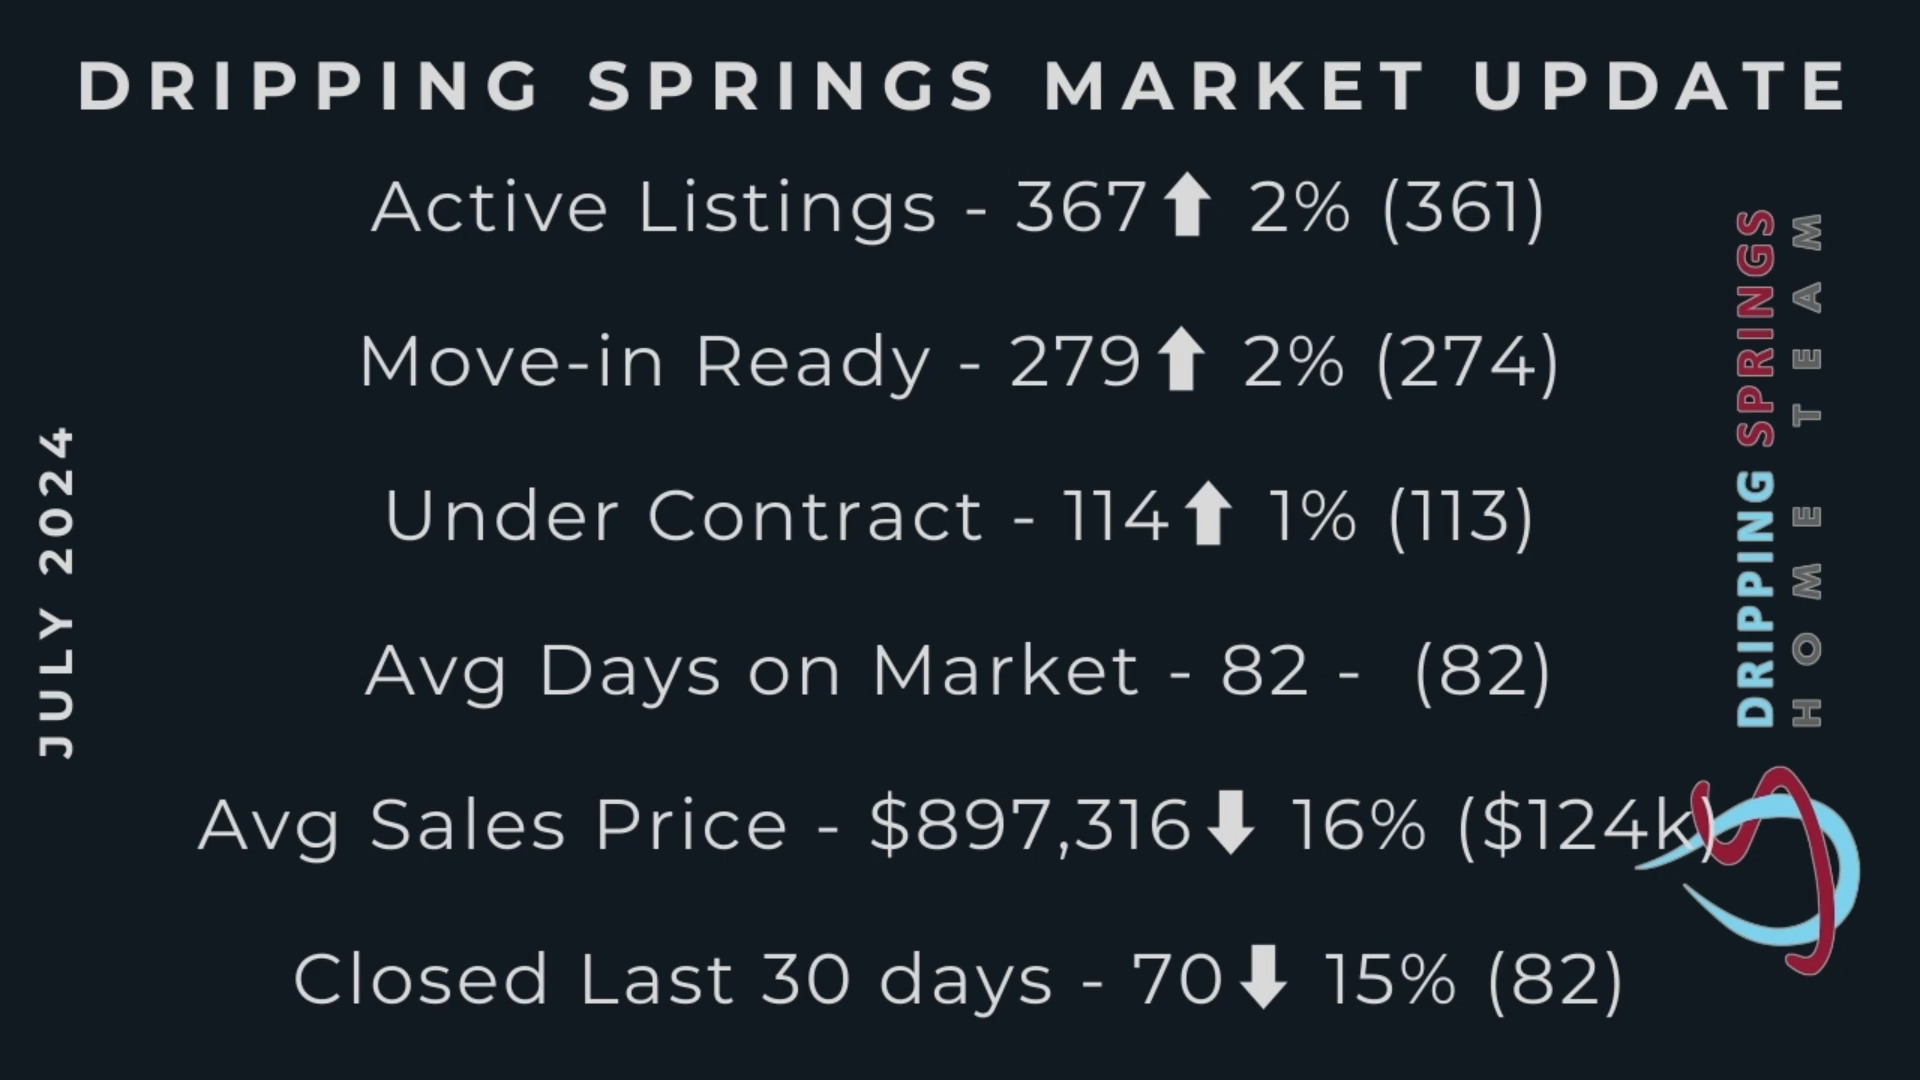 DRIPPING SPRINGS MARKET UPDATE
Active Listings - 367⬆ 2% (361)
Move-in Ready - 279⬆ 2% (274)
Under Contract - 114⬆ 1% (113)
Avg Days on Market - 82 - (82)
Avg Sales Price - $897,316⬇ 16% ($124k)
Closed Last 30 days - 70⬇ 15% (82)
JULY 2024
DRIPPING SPRINGS
HOME TEAM